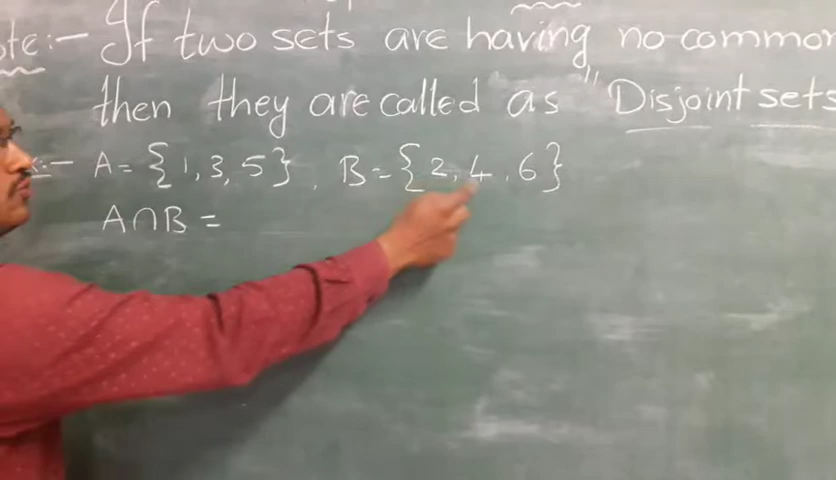 ote:- If two sets are having no common
then they are called as "Disjoint sets
x:- A = {1, 3, 5}, B = {2, 4, 6}
A∩B =